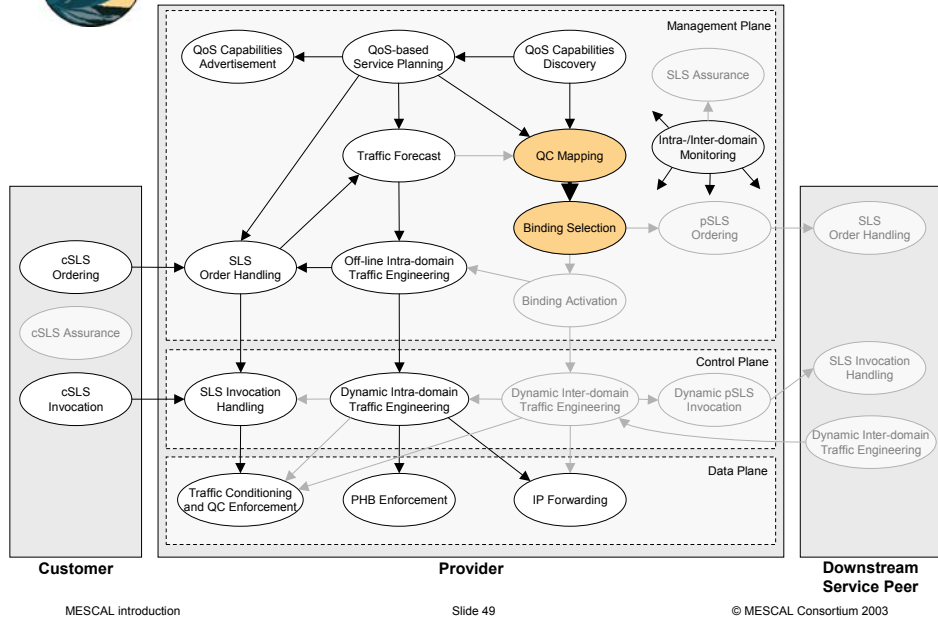 Management Plane
QoS Capabilities
Advertisement
QoS-based
Service Planning
QoS Capabilities
Discovery
SLS Assurance
Traffic Forecast
QC Mapping
Intra-/Inter-domain
Monitoring
Binding Selection
pSLS
Ordering
SLS
Order Handling
cSLS
Ordering
SLS
Order Handling
Off-line Intra-domain
Traffic Engineering
Binding Activation
cSLS Assurance
Control Plane
cSLS
Invocation
SLS Invocation
Handling
Dynamic Intra-domain
Traffic Engineering
Dynamic Inter-domain
Traffic Engineering
Dynamic pSLS
Invocation
SLS Invocation
Handling
Dynamic Inter-domain
Traffic Engineering
Data Plane
Traffic Conditioning
and QC Enforcement
PHB Enforcement
IP Forwarding
Customer
Provider
Downstream
Service Peer
MESCAL introduction
Slide 49
© MESCAL Consortium 2003